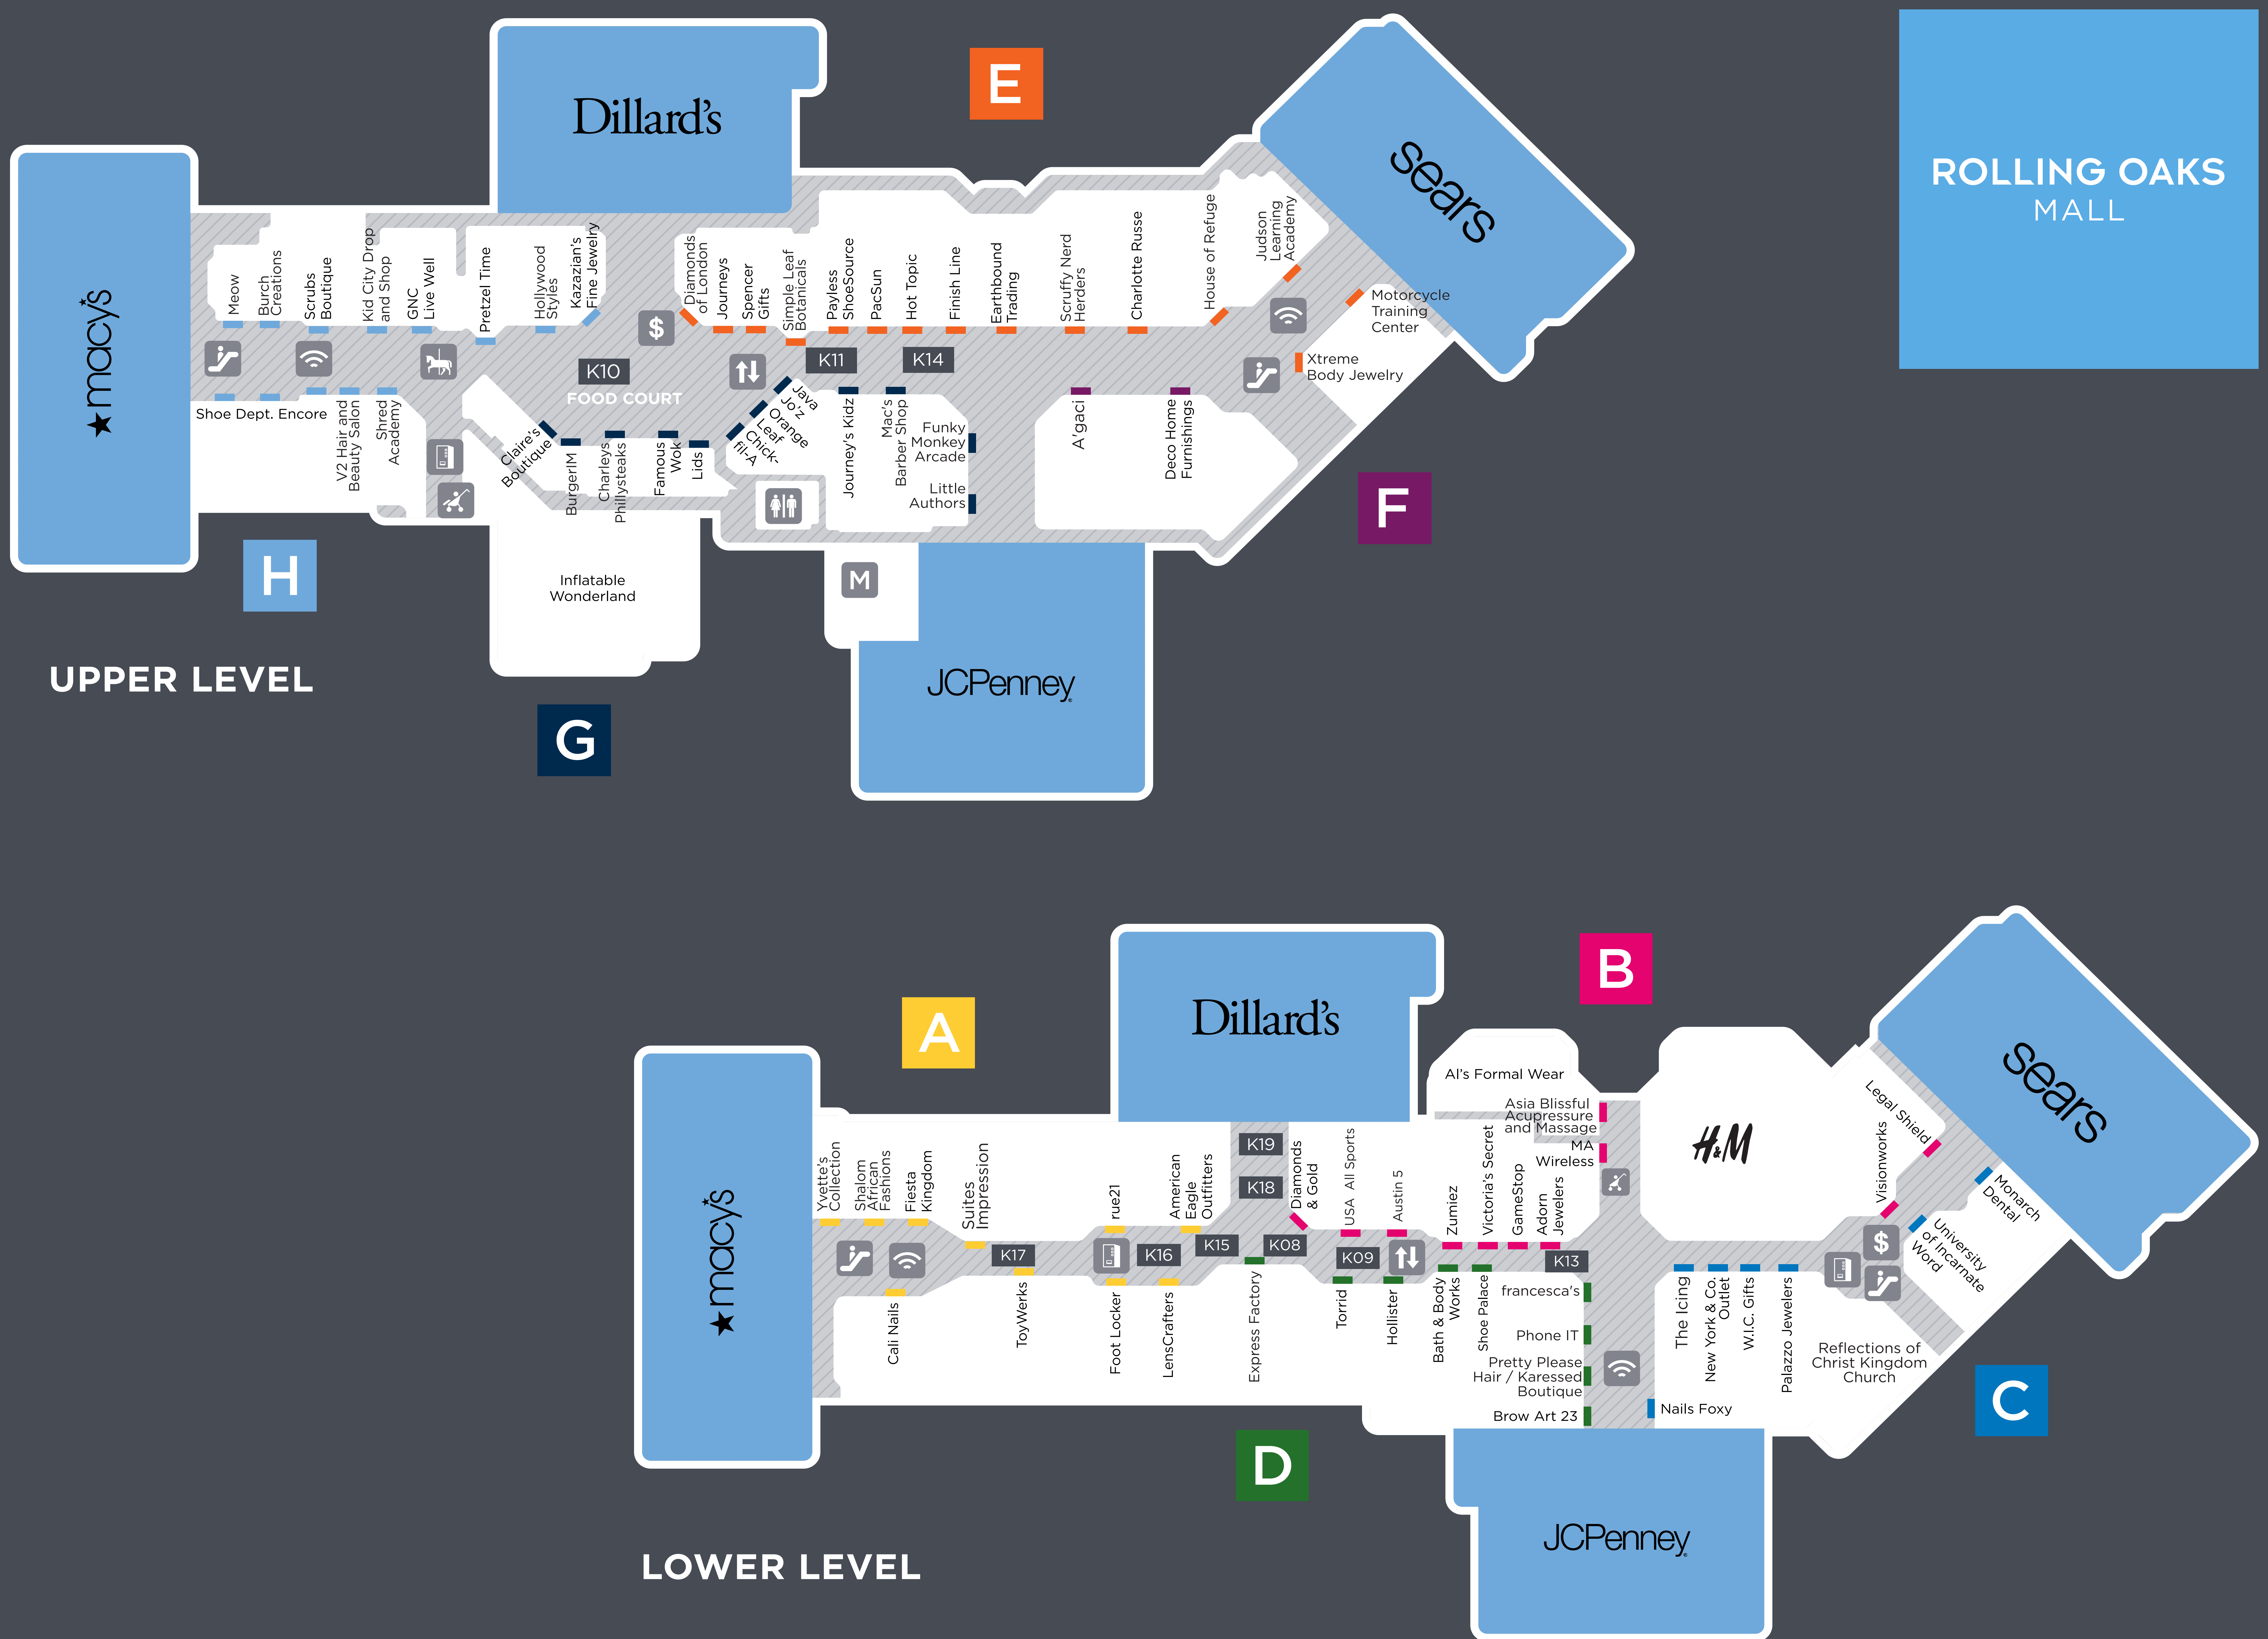 ROLLING OAKS
MALL
E
Dillard's
sears
★macy's
Meow
Burch
Creations
Scrubs
Boutique
Kid City Drop
and Shop
GNC
Live Well
Pretzel Time
Hollywood
Styles
Kazazian's
Fine Jewelry
Diamonds
of London
Journeys
Spencer
Gifts
Simple Leaf
Botanicals
Payless
ShoeSource
PacSun
Hot Topic
Finish Line
Earthbound
Trading
Scruffy Nerd
Herders
Charlotte Russe
House of Refuge
Judson
Learning
Academy
Motorcycle
Training
Center
Xtreme
Body Jewelry
$
K10
K11
K14
FOOD COURT
Shoe Dept. Encore
V2 Hair and
Beauty Salon
Shred
Academy
Claire's
Boutique
BurgerIM
Charleys
Phillysteaks
Famous
Wok
Lids
Java
Jo'z
Orange
Leaf
Chick-
fil-A
Journey's Kidz
Mac's
Barber Shop
Funky
Monkey
Arcade
Little
Authors
A'gaci
Deco Home
Furnishings
F
H
Inflatable
Wonderland
M
JCPenney
UPPER LEVEL
G
A
B
Dillard's
sears
★macy's
Al's Formal Wear
Asia Blissful
Acupressure
and Massage
MA
Wireless
H&M
Legal Shield
Visionworks
Monarch
Dental
University
of Incarnate
Word
Yvette's
Collection
Shalom
African
Fashions
Fiesta
Kingdom
Suites
Impression
rue21
American
Eagle
Outfitters
K19
K18
Diamonds
& Gold
USA All Sports
Austin 5
Zumiez
Victoria's Secret
GameStop
Adorn
Jewelers
K17
K16
K15
K08
K09
K13
$
Cali Nails
ToyWerks
Foot Locker
LensCrafters
Express Factory
Torrid
Hollister
Bath & Body
Works
Shoe Palace
francesca's
Phone IT
Pretty Please
Hair / Karessed
Boutique
Brow Art 23
The Icing
New York & Co.
Outlet
W.I.C. Gifts
Palazzo Jewelers
Nails Foxy
Reflections of
Christ Kingdom
Church
C
D
JCPenney
LOWER LEVEL